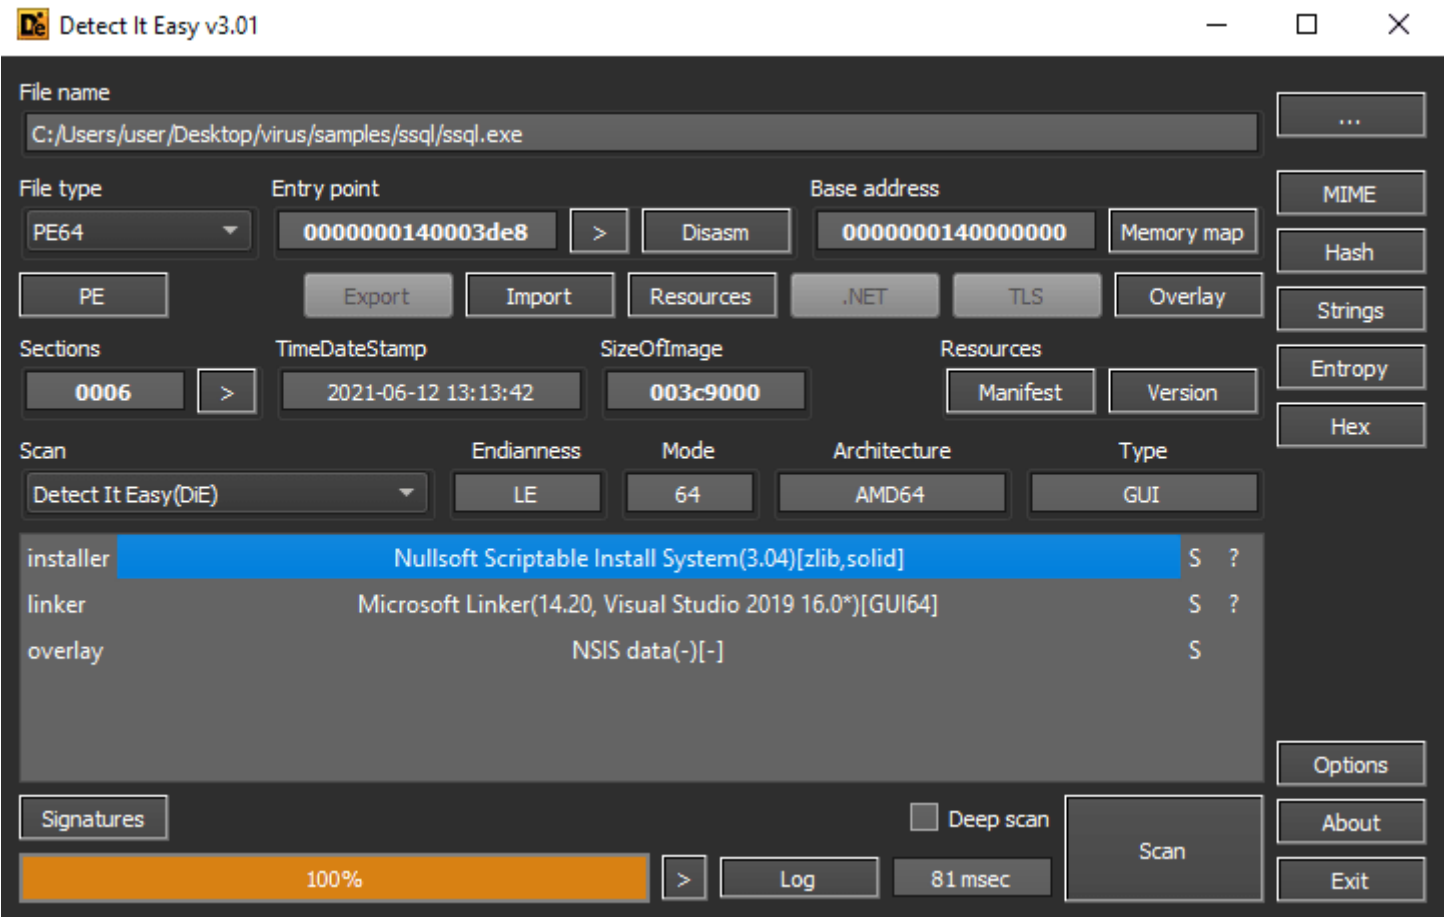 Detect It Easy v3.01
File name
C:/Users/user/Desktop/virus/samples/ssql/ssql.exe
...
File type Entry point Base address
PE64 0000000140003de8 > Disasm 0000000140000000 Memory map
MIME
Hash
PE Export Import Resources .NET TLS Overlay
Strings
Sections TimeDateStamp SizeOfImage Resources
0006 > 2021-06-12 13:13:42 003c9000 Manifest Version
Entropy
Hex
Scan Endianness Mode Architecture Type
Detect It Easy(DiE) LE 64 AMD64 GUI
installer Nullsoft Scriptable Install System(3.04)[zlib,solid] S ?
linker Microsoft Linker(14.20, Visual Studio 2019 16.0*)[GUI64] S ?
overlay NSIS data(-)[-] S
Options
Signatures Deep scan Scan
About
100% > Log 81 msec
Exit